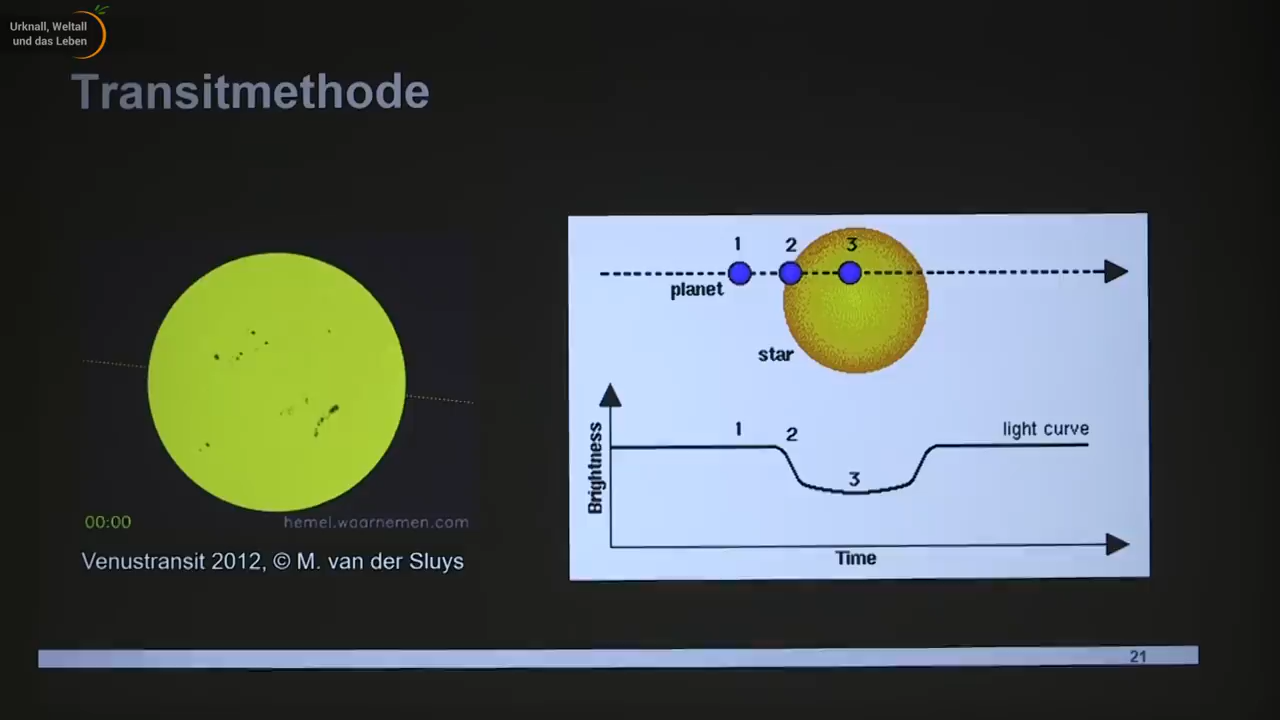 Urknall, Weltall
und das Leben
Transitmethode
1 2 3
planet
star
1 2
light curve
3
Brightness
Time
00:00 hemel.waarnemen.com
Venustransit 2012, © M. van der Sluys
21